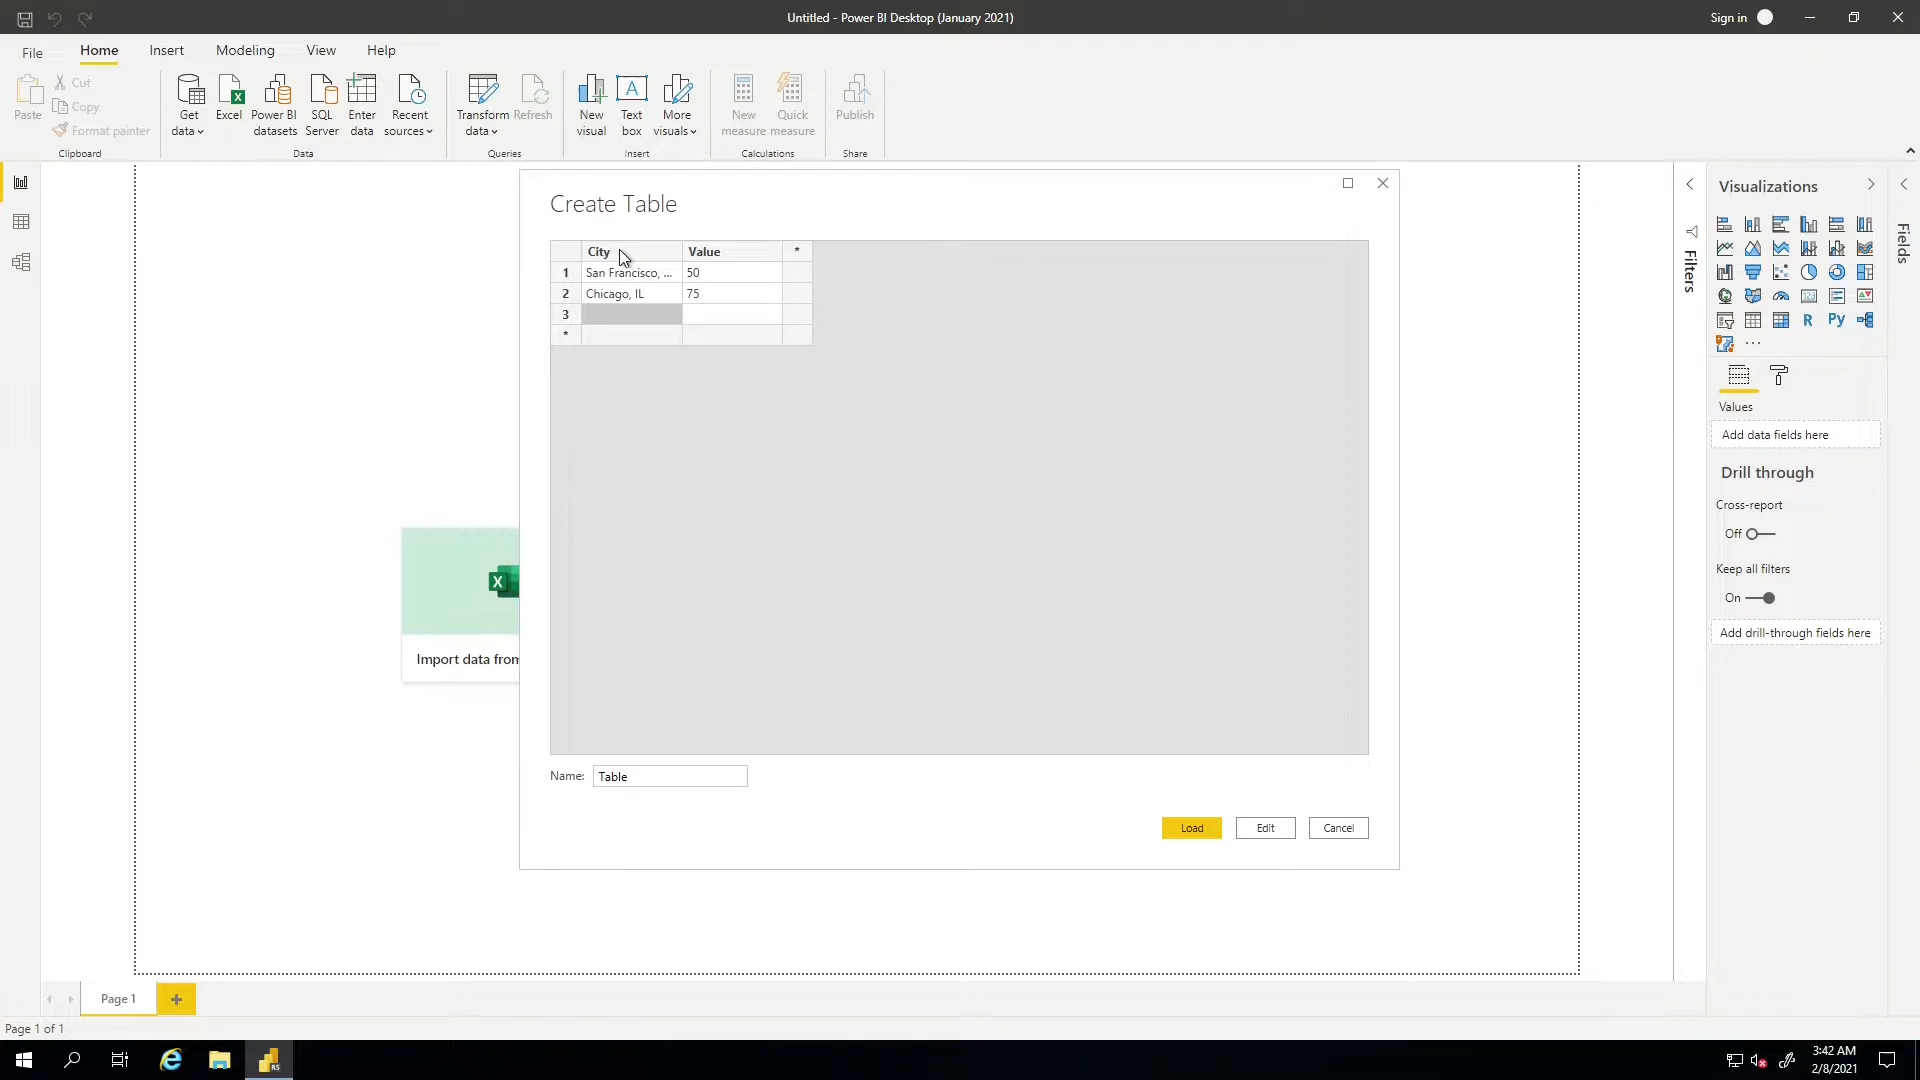 Untitled - Power BI Desktop (January 2021)
Sign in
File
Home
Insert
Modeling
View
Help
Paste
Cut
Copy
Format painter
Clipboard
Get
data
Excel
Power BI
datasets
SQL
Server
Enter
data
Recent
sources
Data
Transform
data
Refresh
Queries
New
visual
Text
box
More
visuals
Insert
New
measure
Quick
measure
Calculations
Publish
Share
Create Table
City Value *
1 San Francisco, ... 50
2 Chicago, IL 75
3
*
Import data from
Name: Table
Load
Edit
Cancel
Filters
Visualizations
R
Py
...
Values
Add data fields here
Drill through
Cross-report
Off
Keep all filters
On
Add drill-through fields here
Fields
Page 1
+
Page 1 of 1
3:42 AM
2/8/2021